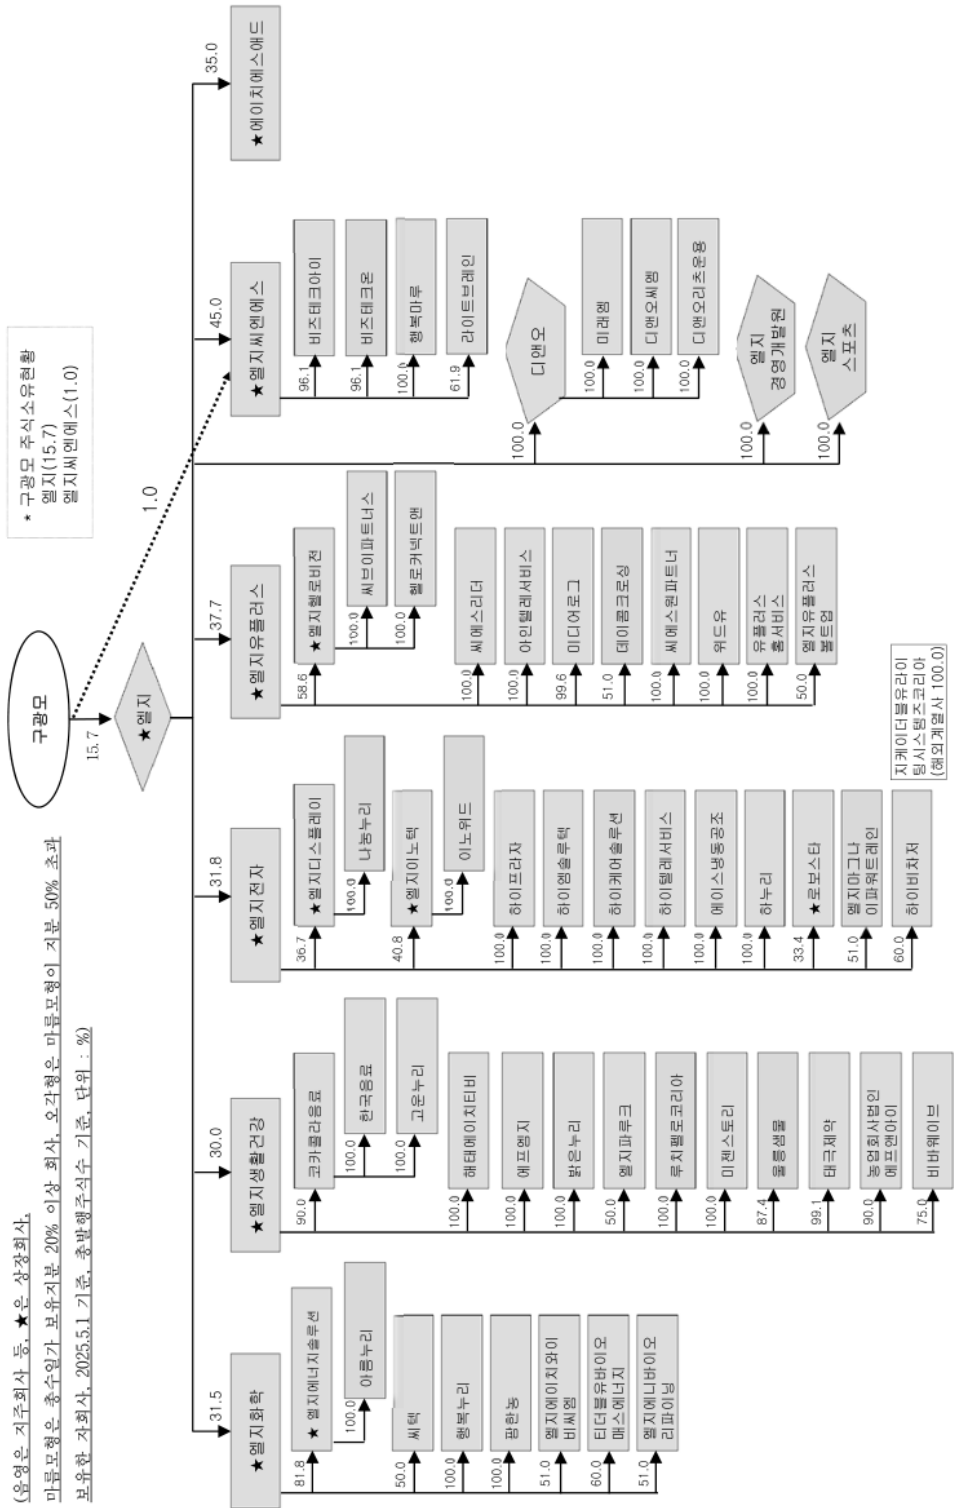 (음영은 지주회사 등, ★은 상장회사,
마름모형은 총수일가 보유지분 20% 이상 회사, 오각형은 마름모형이 지분 50% 초과
보유한 자회사, 2025.5.1 기준, 총발행주식수 기준, 단위 : %)
구광모
* 구광모 주식소유현황
엘지(15.7)
엘지씨엔에스(1.0)
15.7
1.0
★엘지
31.5
★엘지화학
81.8
★ 엘지에너지솔루션
100.0
아름누리
50.0
씨텍
100.0
행복누리
100.0
팜한농
51.0
엘지에이치와이
비씨엠
60.0
티더블유바이오
매스에너지
51.0
엘지에니바이오
리파이닝
30.0
★엘지생활건강
90.0
코카콜라음료
100.0
한국음료
100.0
고운누리
100.0
해태에이치티비
100.0
에프엠지
100.0
밝은누리
50.0
엘지파루크
100.0
루치펠로코리아
100.0
미젠스토리
87.4
울릉샘물
99.1
태극제약
90.0
농업회사법인
에프앤아이
75.0
비바웨이브
31.8
★엘지전자
36.7
★엘지디스플레이
100.0
나눔누리
40.8
★엘지이노텍
100.0
이노위드
100.0
하이프라자
100.0
하이엠솔루텍
100.0
하이케어솔루션
100.0
하이텔레서비스
100.0
에이스냉동공조
100.0
하누리
33.4
★로보스타
51.0
엘지마그나
이파워트레인
60.0
하이비차저
지케이더블유라이
팅시스템즈코리아
(해외계열사 100.0)
37.7
★엘지유플러스
58.6
★엘지헬로비전
100.0
씨브이파트너스
100.0
헬로커넥트앤
100.0
씨에스리더
100.0
아인텔레서비스
99.6
미디어로그
51.0
데이콤크로싱
100.0
씨에스원파트너
100.0
위드유
100.0
유플러스
홈서비스
50.0
엘지유플러스
볼트업
45.0
★엘지씨엔에스
96.1
비즈테크아이
96.1
비즈테크온
100.0
행복마루
61.9
라이트브레인
100.0
디앤오
100.0
미래엠
100.0
디앤오씨엠
100.0
디앤오리츠운용
100.0
엘지
경영개발원
100.0
엘지
스포츠
35.0
★에이치에스애드